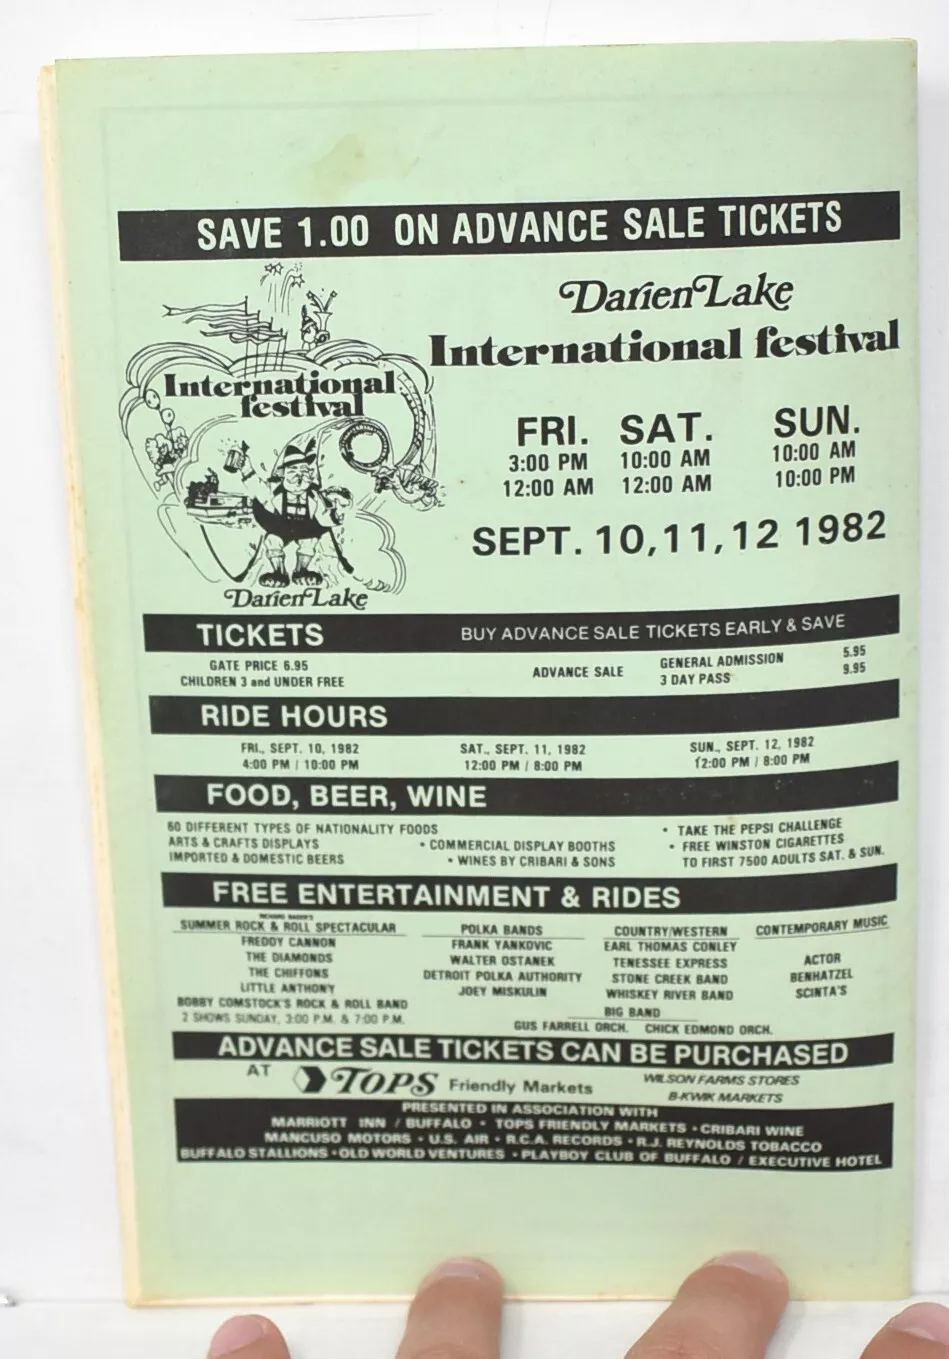 SAVE 1.00 ON ADVANCE SALE TICKETS
International
festival
Darien Lake
Darien Lake
International festival
FRI. SAT. SUN.
3:00 PM 10:00 AM 10:00 AM
12:00 AM 12:00 AM 10:00 PM
SEPT. 10,11,12 1982
TICKETS BUY ADVANCE SALE TICKETS EARLY & SAVE
GATE PRICE 6.95
CHILDREN 3 and UNDER FREE
ADVANCE SALE
GENERAL ADMISSION 5.95
3 DAY PASS 9.95
RIDE HOURS
FRI., SEPT. 10, 1982 SAT., SEPT. 11, 1982 SUN., SEPT. 12, 1982
4:00 PM / 10:00 PM 12:00 PM / 8:00 PM 12:00 PM / 8:00 PM
FOOD, BEER, WINE
60 DIFFERENT TYPES OF NATIONALITY FOODS
ARTS & CRAFTS DISPLAYS
IMPORTED & DOMESTIC BEERS
• COMMERCIAL DISPLAY BOOTHS
• WINES BY CRIBARI & SONS
• TAKE THE PEPSI CHALLENGE
• FREE WINSTON CIGARETTES
TO FIRST 7500 ADULTS SAT. & SUN.
FREE ENTERTAINMENT & RIDES
SUMMER ROCK & ROLL SPECTACULAR
FREDDY CANNON
THE DIAMONDS
THE CHIFFONS
LITTLE ANTHONY
BOBBY COMSTOCK'S ROCK & ROLL BAND
2 SHOWS SUNDAY, 3:00 P.M. & 7:00 P.M.
POLKA BANDS
FRANK YANKOVIC
WALTER OSTANEK
DETROIT POLKA AUTHORITY
JOEY MISKULIN
COUNTRY/WESTERN
EARL THOMAS CONLEY
TENESSEE EXPRESS
STONE CREEK BAND
WHISKEY RIVER BAND
CONTEMPORARY MUSIC
ACTOR
BENHATZEL
SCINTA'S
BIG BAND
GUS FARRELL ORCH. CHICK EDMOND ORCH.
ADVANCE SALE TICKETS CAN BE PURCHASED
AT TOPS Friendly Markets
WILSON FARMS STORES
B-KWIK MARKETS
PRESENTED IN ASSOCIATION WITH
MARRIOTT INN / BUFFALO • TOPS FRIENDLY MARKETS • CRIBARI WINE
MANCUSO MOTORS • U.S. AIR • R.C.A. RECORDS • R.J. REYNOLDS TOBACCO
BUFFALO STALLIONS • OLD WORLD VENTURES • PLAYBOY CLUB OF BUFFALO / EXECUTIVE HOTEL